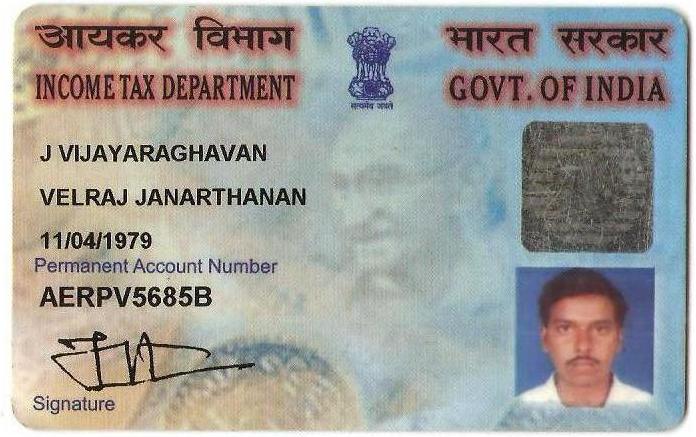 आयकर विभाग
INCOME TAX DEPARTMENT
सत्यमेव जयते
भारत सरकार
GOVT. OF INDIA
J VIJAYARAGHAVAN
VELRAJ JANARTHANAN
11/04/1979
Permanent Account Number
AERPV5685B
Signature